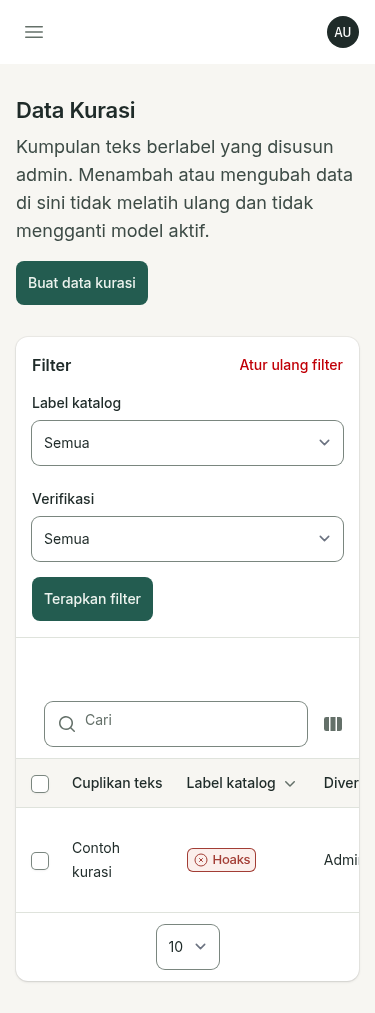 AU
Data Kurasi
Kumpulan teks berlabel yang disusun
admin. Menambah atau mengubah data
di sini tidak melatih ulang dan tidak
mengganti model aktif.
Buat data kurasi
Filter
Atur ulang filter
Label katalog
Semua
Verifikasi
Semua
Terapkan filter
Cari
Cuplikan teks
Label katalog
Contoh
kurasi
Hoaks
10